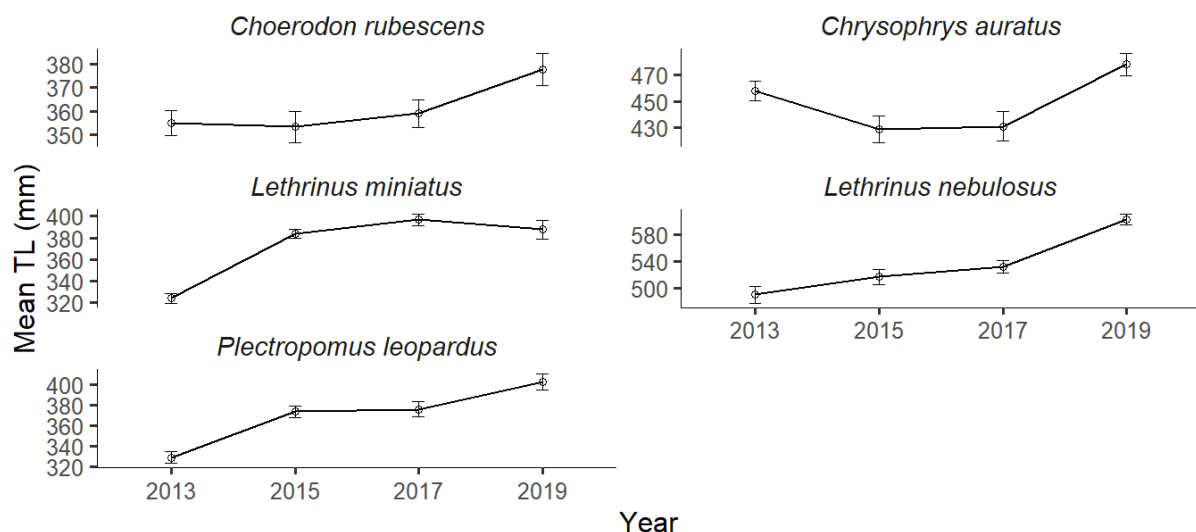 Choerodon rubescens
Chrysophrys auratus
380
370
360
350
470
450
430
Mean TL (mm)
Lethrinus miniatus
Lethrinus nebulosus
400
380
360
340
320
580
540
500
2013 2015 2017 2019
Plectropomus leopardus
400
380
360
340
320
2013 2015 2017 2019
Year